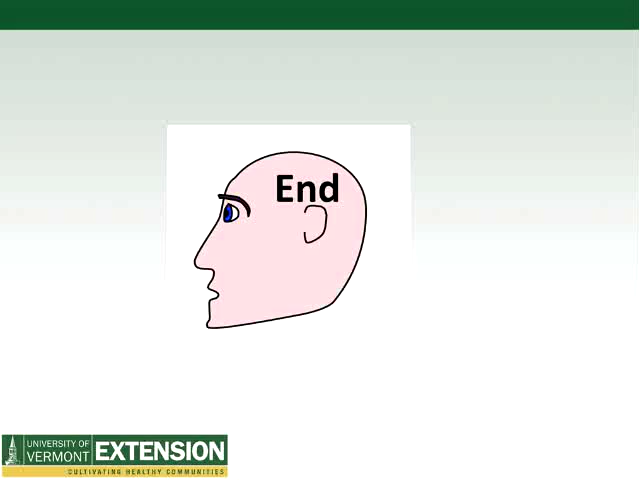 End
UNIVERSITY OF
VERMONT
EXTENSION
CULTIVATING HEALTHY COMMUNITIES